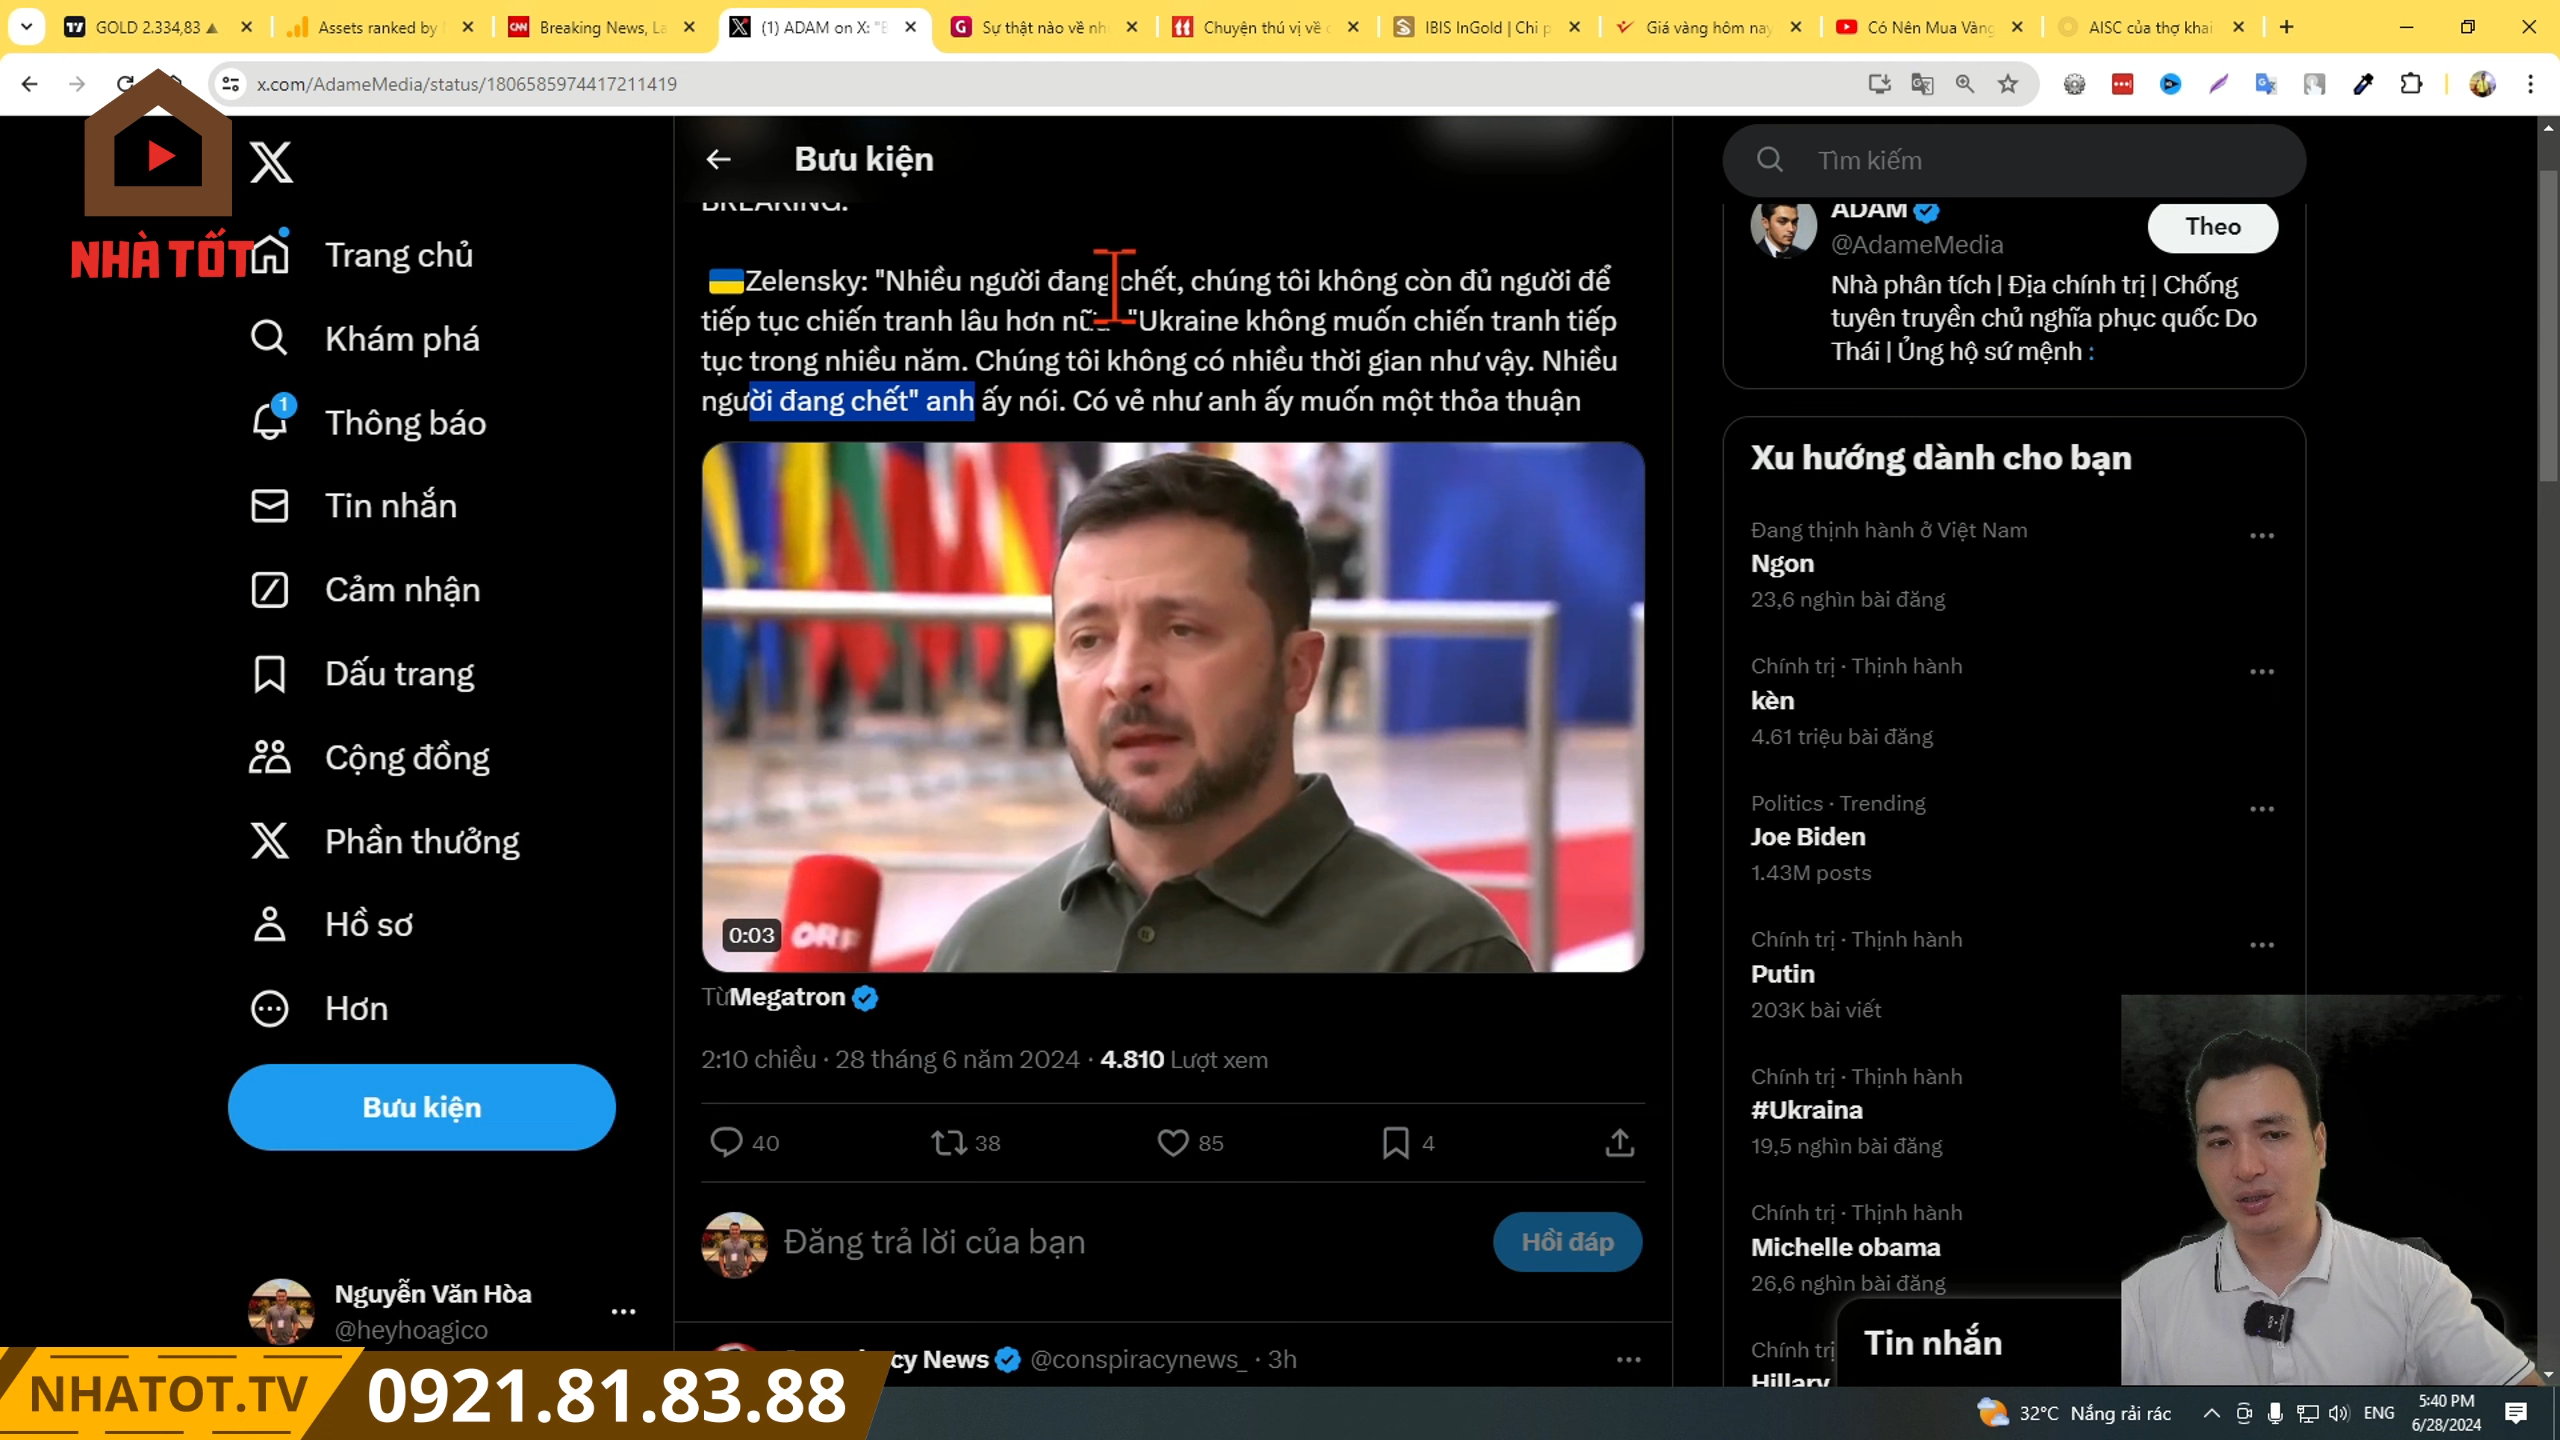 GOLD 2.334,83 ▲
Assets ranked by
CNN
Breaking News, La
(1) ADAM on X: "B
Sự thật nào về nh
Chuyện thú vị về
IBIS InGold | Chi p
Giá vàng hôm nay
Có Nên Mua Vàng
AISC của thợ khai
x.com/AdameMedia/status/1806585974417211419
NHÀ TỐT
Trang chủ
Khám phá
1
Thông báo
Tin nhắn
Cảm nhận
Dấu trang
Cộng đồng
Phần thưởng
Hồ sơ
Hơn
Bưu kiện
Nguyễn Văn Hòa
@heyhoagico
Bưu kiện
BREAKING:
Zelensky: "Nhiều người đang chết, chúng tôi không còn đủ người để
tiếp tục chiến tranh lâu hơn "Ukraine không muốn chiến tranh tiếp
tục trong nhiều năm. Chúng tôi không có nhiều thời gian như vậy. Nhiều
người đang chết" anh ấy nói. Có vẻ như anh ấy muốn một thỏa thuận
0:03
ORF
TừMegatron
2:10 chiều · 28 tháng 6 năm 2024 · 4.810 Lượt xem
40
38
85
4
Đăng trả lời của bạn
Hồi đáp
cy News @conspiracynews_ · 3h
Tìm kiếm
ADAM
@AdameMedia
Theo
Nhà phân tích | Địa chính trị | Chống
tuyên truyền chủ nghĩa phục quốc Do
Thái | Ủng hộ sứ mệnh :
Xu hướng dành cho bạn
Đang thịnh hành ở Việt Nam
Ngon
23,6 nghìn bài đăng
Chính trị · Thịnh hành
kèn
4.61 triệu bài đăng
Politics · Trending
Joe Biden
1.43M posts
Chính trị · Thịnh hành
Putin
203K bài viết
Chính trị · Thịnh hành
#Ukraina
19,5 nghìn bài đăng
Chính trị · Thịnh hành
Michelle obama
26,6 nghìn bài đăng
Chính trị
Hillary
Tin nhắn
NHATOT.TV
0921.81.83.88
32°C Nắng rải rác
ENG
5:40 PM
6/28/2024